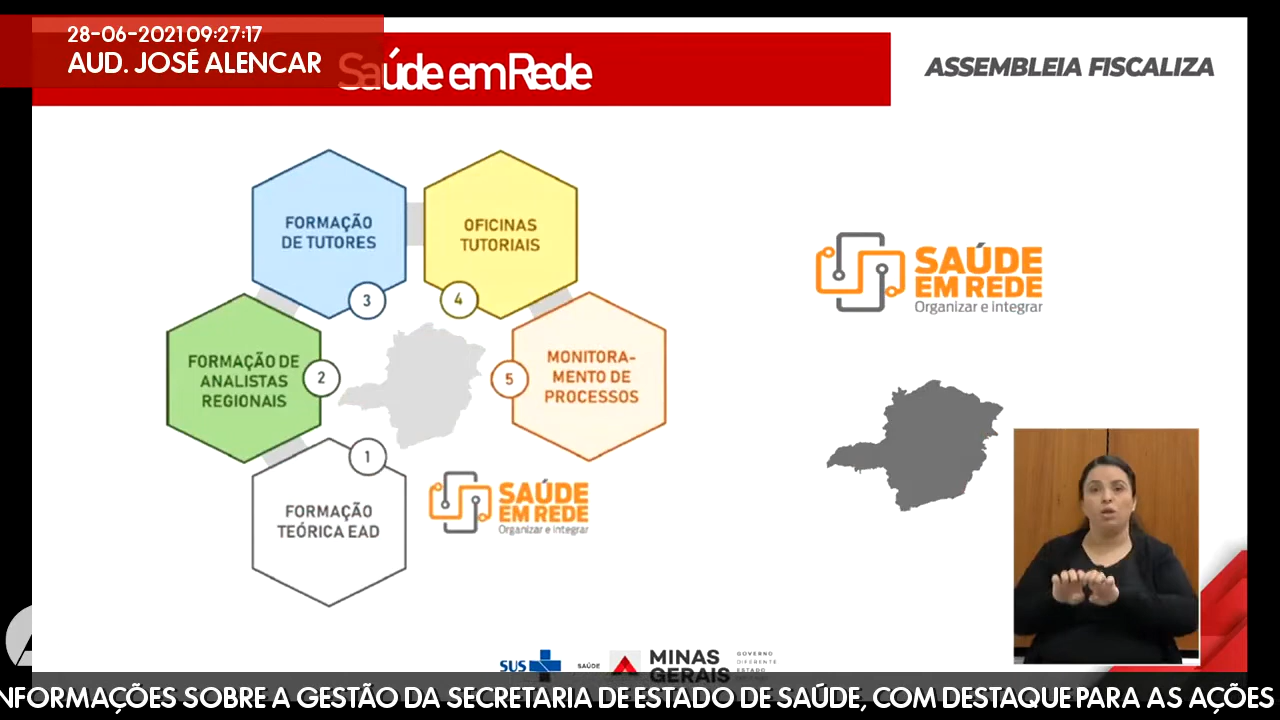 28-06-2021 09:27:17
AUD. JOSÉ ALENCAR
Saúde em Rede
ASSEMBLEIA FISCALIZA
FORMAÇÃO
DE TUTORES
3
OFICINAS
TUTORIAIS
4
FORMAÇÃO DE
ANALISTAS
REGIONAIS
2
MONITORA-
MENTO DE
PROCESSOS
5
1
FORMAÇÃO
TEÓRICA EAD
SAÚDE
EM REDE
Organizar e integrar
SAÚDE
EM REDE
Organizar e integrar
SUS
SAÚDE
MINAS
GERAIS
GOVERNO
DIFERENTE
ESTADO
NFORMAÇÕES SOBRE A GESTÃO DA SECRETARIA DE ESTADO DE SAÚDE, COM DESTAQUE PARA AS AÇÕES